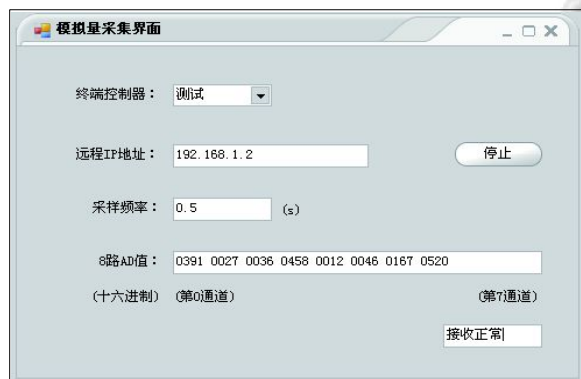 模拟量采集界面
终端控制器： 测试
远程IP地址： 192.168.1.2 停止
采样频率： 0.5 (s)
8路AD值： 0391 0027 0036 0458 0012 0046 0167 0520
(十六进制) (第0通道) (第7通道)
接收正常